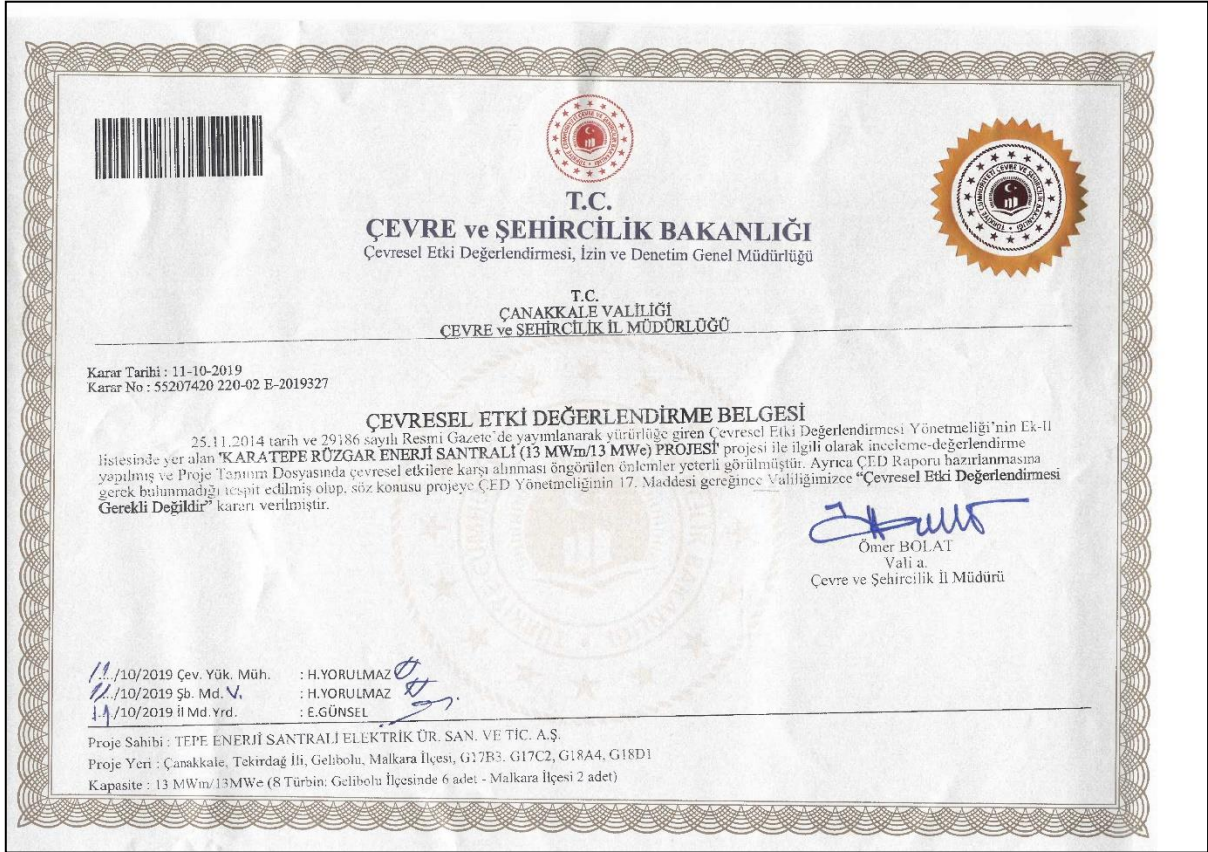 T.C.
ÇEVRE ve ŞEHİRCİLİK BAKANLIĞI
Çevresel Etki Değerlendirmesi, İzin ve Denetim Genel Müdürlüğü
T.C.
ÇANAKKALE VALİLİĞİ
ÇEVRE ve ŞEHİRCİLİK İL MÜDÜRLÜĞÜ
Karar Tarihi : 11-10-2019
Karar No : 55207420 220-02 E-2019327
ÇEVRESEL ETKİ DEĞERLENDİRME BELGESİ
25.11.2014 tarih ve 29186 sayılı Resmi Gazete'de yayımlanarak yürürlüğe giren Çevresel Etki Değerlendirmesi Yönetmeliği'nin Ek-II
listesinde yer alan 'KARATEPE RÜZGAR ENERJİ SANTRALİ (13 MWm/13 MWe) PROJESİ' projesi ile ilgili olarak inceleme-değerlendirme
yapılmış ve Proje Tanıtım Dosyasında çevresel etkilere karşı alınması öngörülen önlemler yeterli görülmüştür. Ayrıca ÇED Raporu hazırlanmasına
gerek bulunmadığı tespit edilmiş olup, söz konusu projeye ÇED Yönetmeliğinin 17. Maddesi gereğince Valiliğimizce "Çevresel Etki Değerlendirmesi
Gerekli Değildir" kararı verilmiştir.
Ömer BOLAT
Vali a.
Çevre ve Şehircilik İl Müdürü
11/10/2019 Çev. Yük. Müh. : H.YORULMAZ
11/10/2019 Şb. Md. V. : H.YORULMAZ
11/10/2019 İl Md.Yrd. : E.GÜNSEL
Proje Sahibi : TEPE ENERJİ SANTRALİ ELEKTRİK ÜR. SAN. VE TİC. A.Ş.
Proje Yeri : Çanakkale, Tekirdağ İli, Gelibolu, Malkara İlçesi, G17B3, G17C2, G18A4, G18D1
Kapasite : 13 MWm/13MWe (8 Türbin: Gelibolu İlçesinde 6 adet - Malkara İlçesi 2 adet)